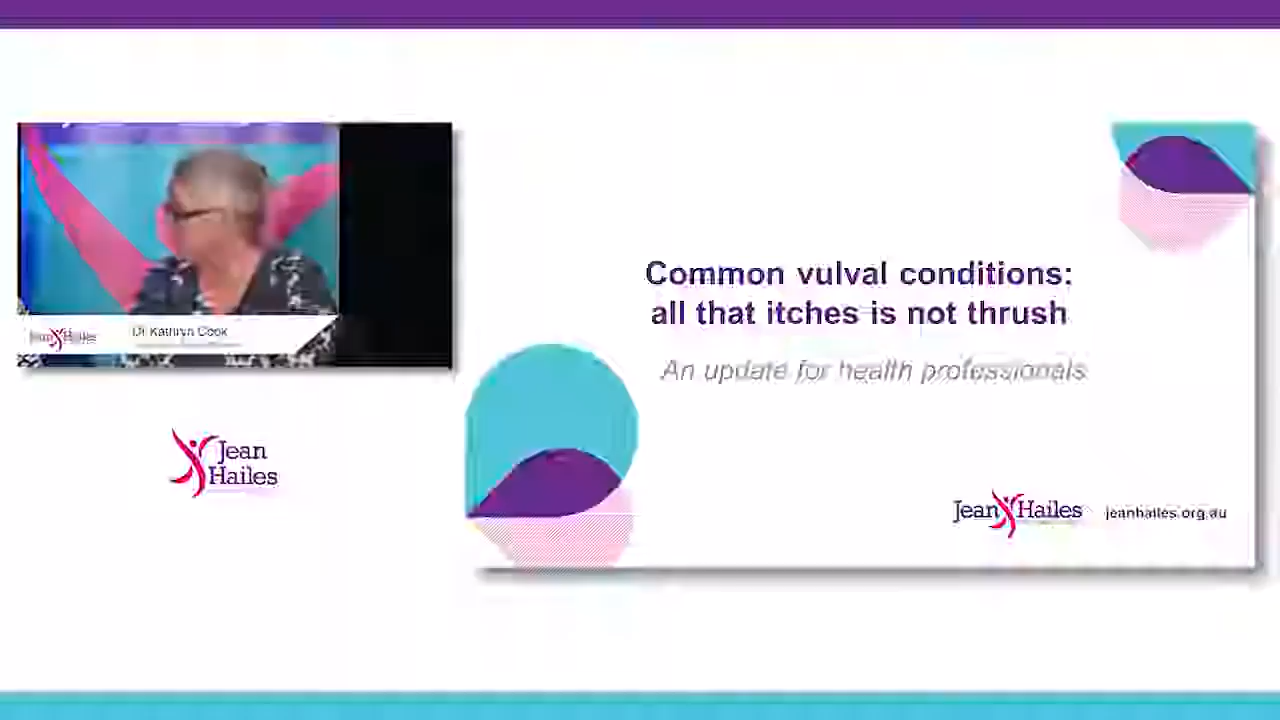 Jean Hailes
Dr Kathryn Cook
Jean
Hailes
Common vulval conditions:
all that itches is not thrush
An update for health professionals
Jean Hailes
jeanhailes.org.au